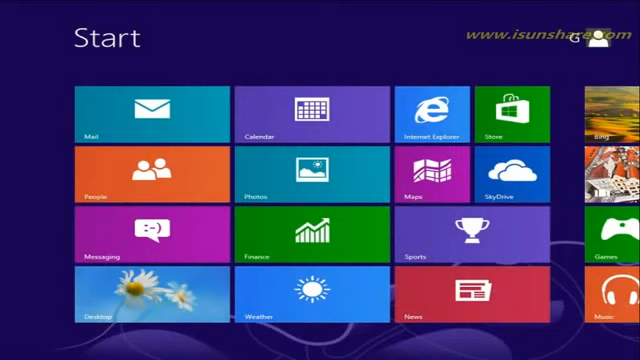 Start
www.isunshare.com
G
Mail
Calendar
Internet Explorer
Store
Bing
People
Photos
Maps
SkyDrive
Messaging
Finance
Sports
Games
Desktop
Weather
News
Music